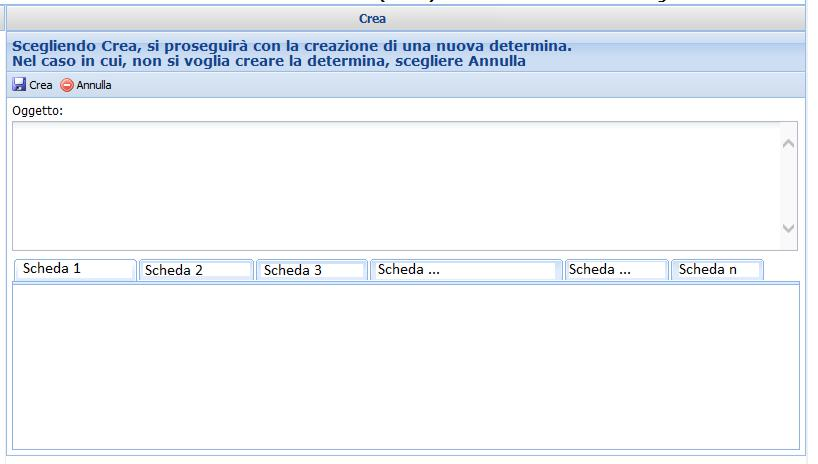 Crea
Scegliendo Crea, si proseguirà con la creazione di una nuova determina.
Nel caso in cui, non si voglia creare la determina, scegliere Annulla
Crea Annulla
Oggetto:
Scheda 1 Scheda 2 Scheda 3 Scheda ... Scheda ... Scheda n